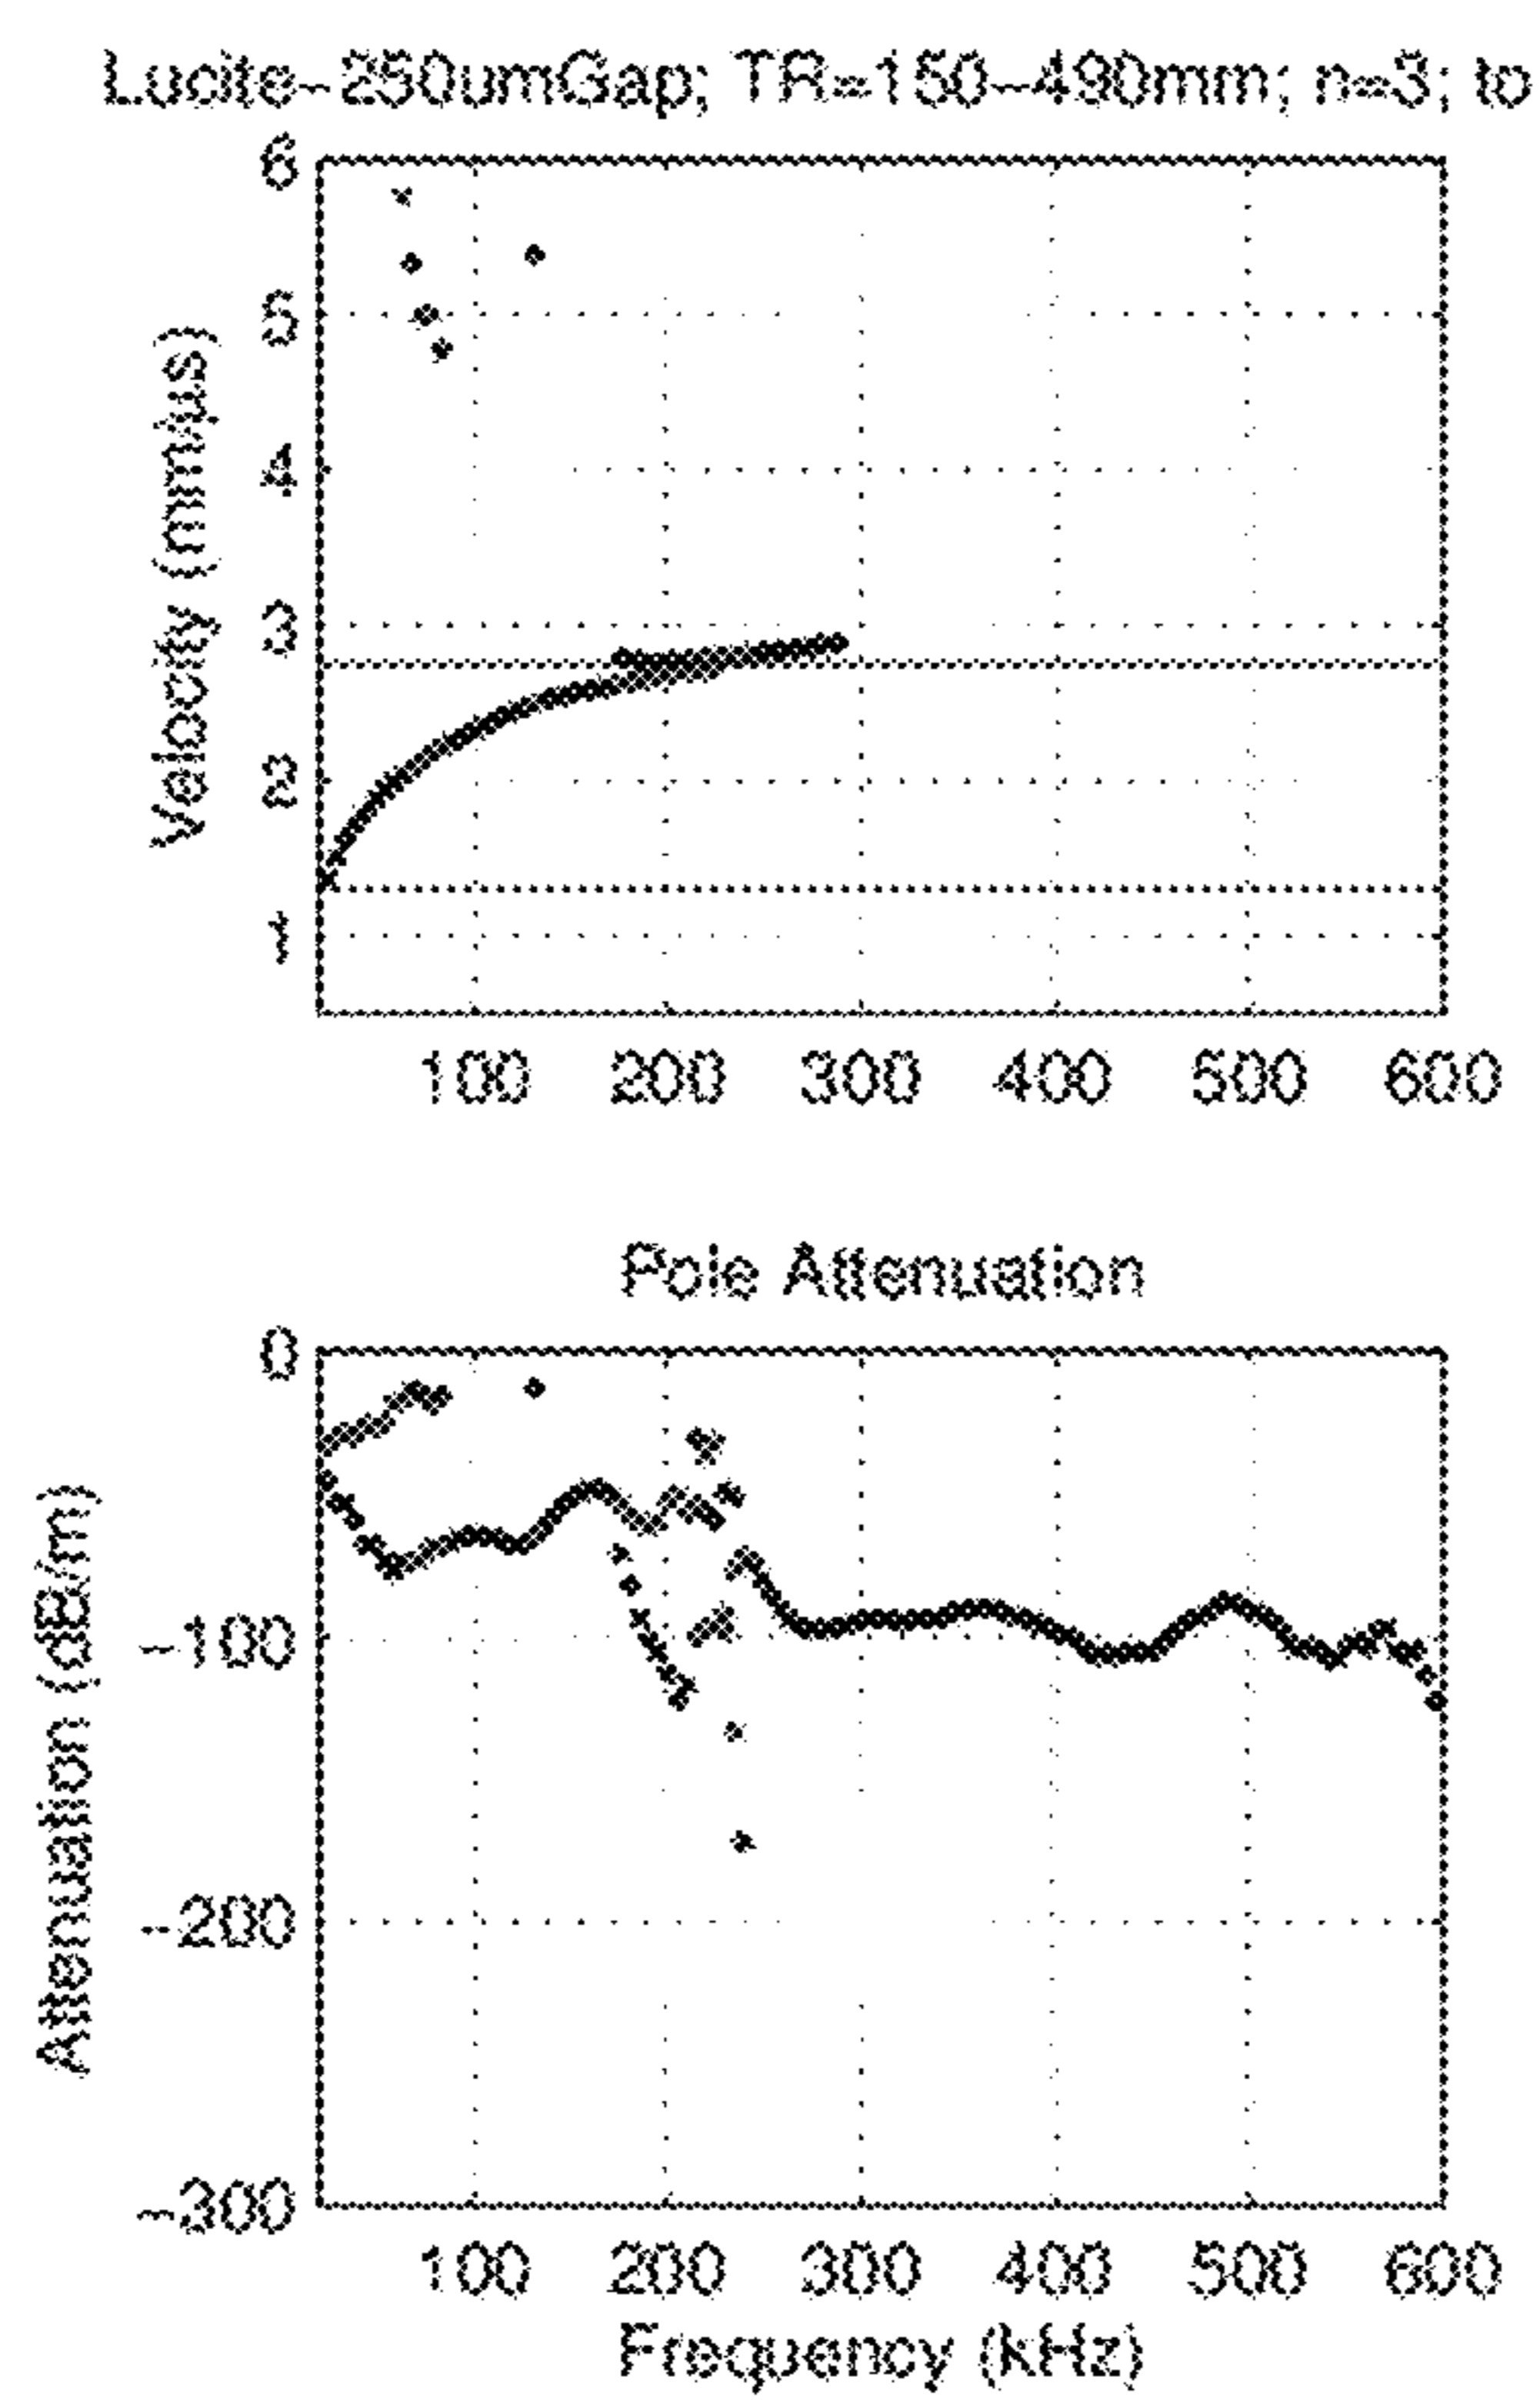 Lucite-250umGap; TR=150-490mm; n=3; to
Velocity (mm/µs)
6
5
4
3
2
1
100 200 300 400 500 600
Pole Attenuation
Attenuation (dB/m)
0
-100
-200
-300
100 200 300 400 500 600
Frequency (kHz)